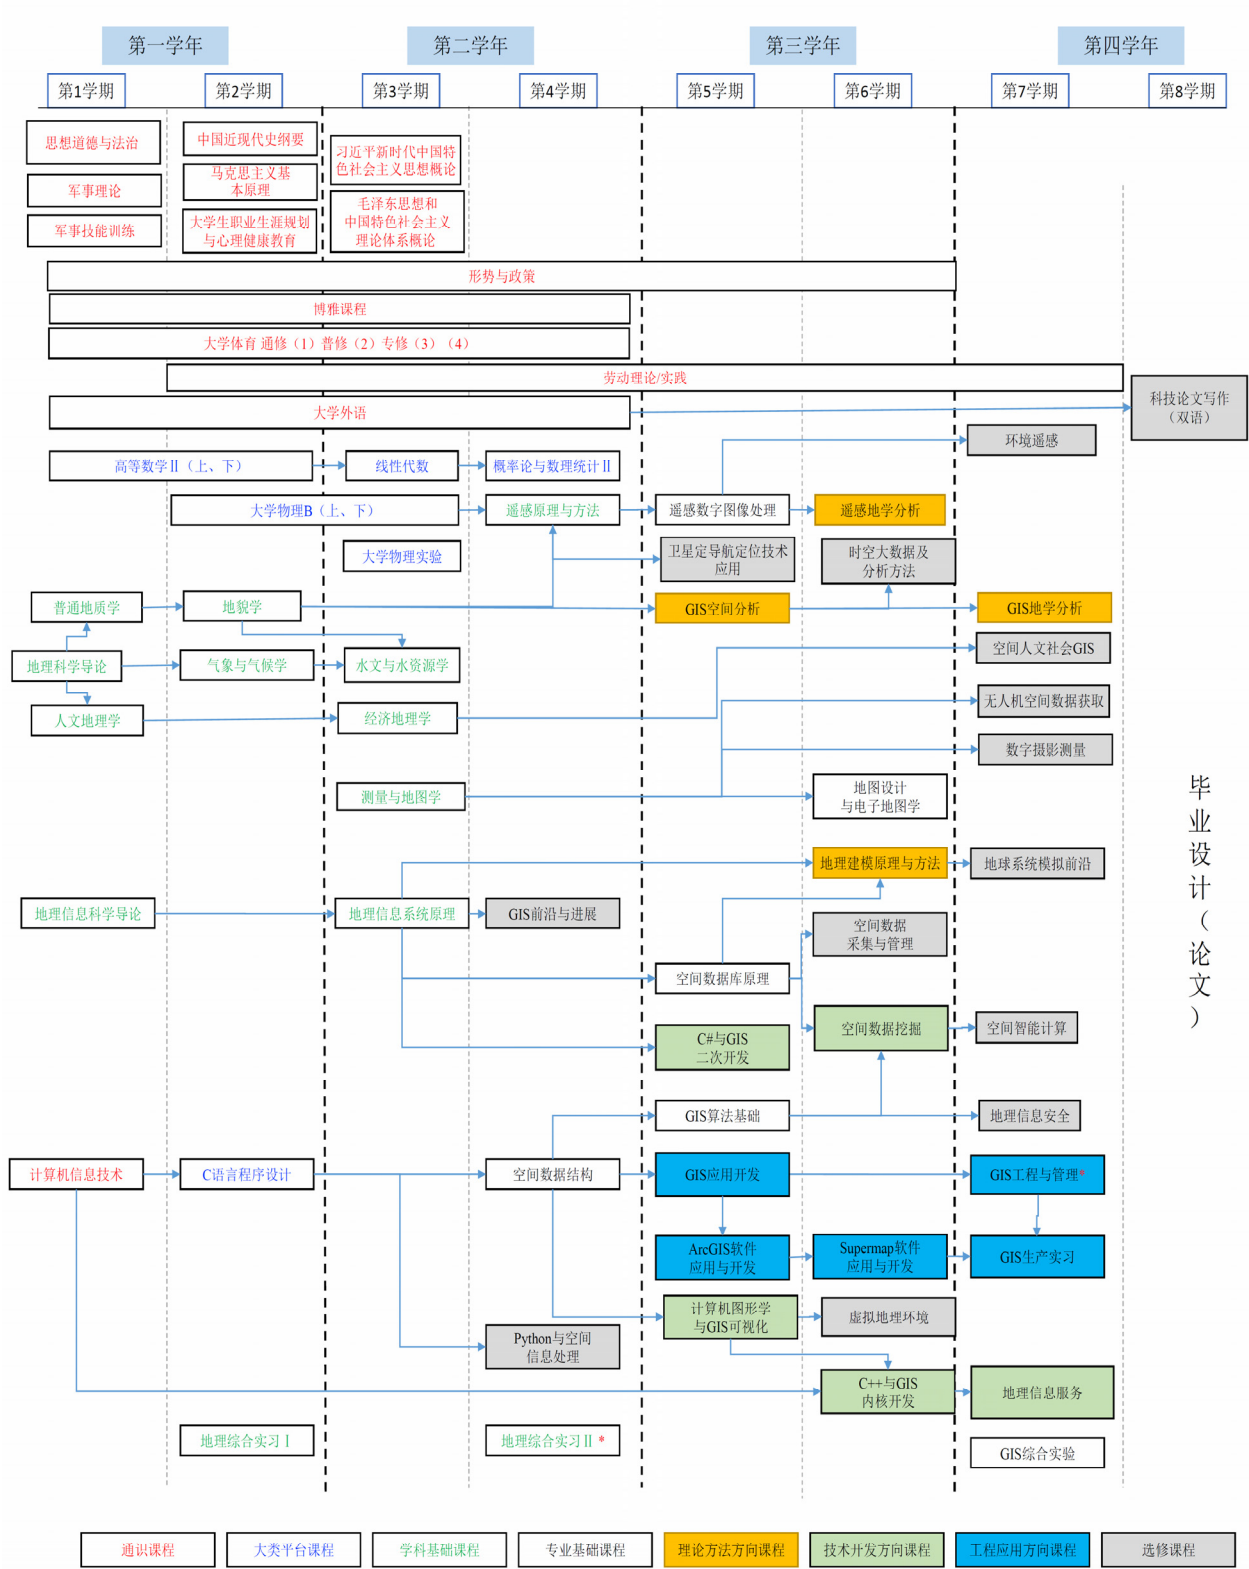 第一学年
第二学年
第三学年
第四学年
第1学期
第2学期
第3学期
第4学期
第5学期
第6学期
第7学期
第8学期
思想道德与法治
中国近现代史纲要
习近平新时代中国特
色社会主义思想概论
军事理论
马克思主义基
本原理
毛泽东思想和
中国特色社会主义
理论体系概论
军事技能训练
大学生职业生涯规划
与心理健康教育
形势与政策
博雅课程
大学体育 通修（1）普修（2）专修（3）（4）
劳动理论/实践
大学外语
科技论文写作
（双语）
环境遥感
高等数学Ⅱ（上、下）
线性代数
概率论与数理统计Ⅱ
大学物理B（上、下）
遥感原理与方法
遥感数字图像处理
遥感地学分析
大学物理实验
卫星定导航定位技术
应用
时空大数据及
分析方法
普通地质学
地貌学
GIS空间分析
GIS地学分析
地理科学导论
气象与气候学
水文与水资源学
空间人文社会GIS
人文地理学
经济地理学
无人机空间数据获取
数字摄影测量
测量与地图学
地图设计
与电子地图学
毕业设计（论文）
地理建模原理与方法
地球系统模拟前沿
地理信息科学导论
地理信息系统原理
GIS前沿与进展
空间数据
采集与管理
空间数据库原理
C#与GIS
二次开发
空间数据挖掘
空间智能计算
GIS算法基础
地理信息安全
计算机信息技术
C语言程序设计
空间数据结构
GIS应用开发
GIS工程与管理*
ArcGIS软件
应用与开发
Supermap软件
应用与开发
GIS生产实习
计算机图形学
与GIS可视化
虚拟地理环境
Python与空间
信息处理
C++与GIS
内核开发
地理信息服务
地理综合实习Ⅰ
地理综合实习Ⅱ*
GIS综合实验
通识课程
大类平台课程
学科基础课程
专业基础课程
理论方法方向课程
技术开发方向课程
工程应用方向课程
选修课程